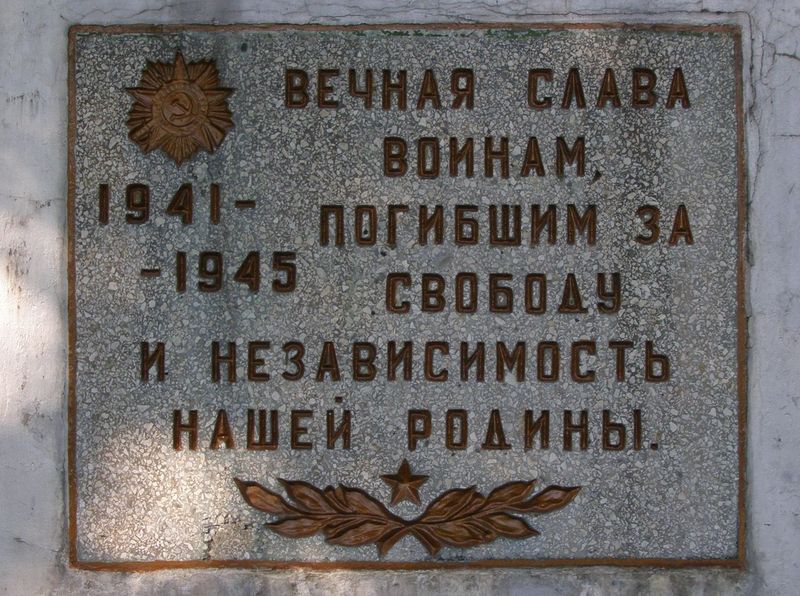 ВЕЧНАЯ СЛАВА
ВОИНАМ,
1941-
ПОГИБШИМ ЗА
-1945
СВОБОДУ
И НЕЗАВИСИМОСТЬ
НАШЕЙ РОДИНЫ.